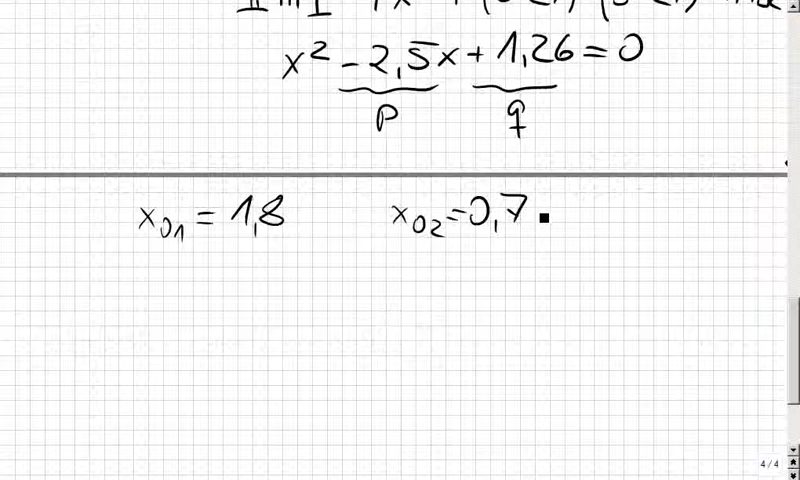 x² - 2,5x + 1,26 = 0
p q
x₀₁ = 1,8 x₀₂ = 0,7
4 / 4